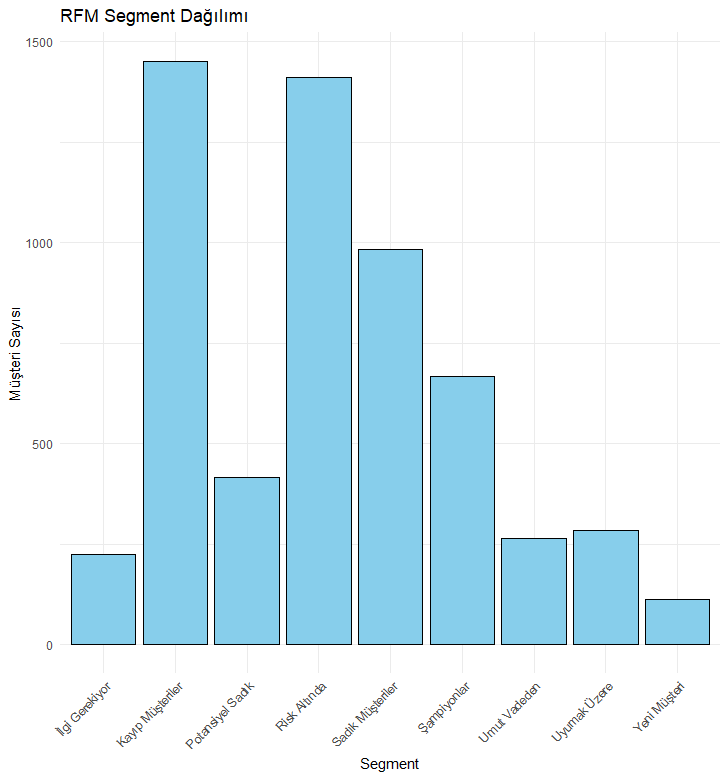 RFM Segment Dağılımı
Müşteri Sayısı
1500
1000
500
0
İlgi Gerekiyor
Kayıp Müşteriler
Potansiyel Sadık
Risk Altında
Sadık Müşteriler
Şampiyonlar
Umut Vadeden
Uyumak Üzere
Yeni Müşteri
Segment